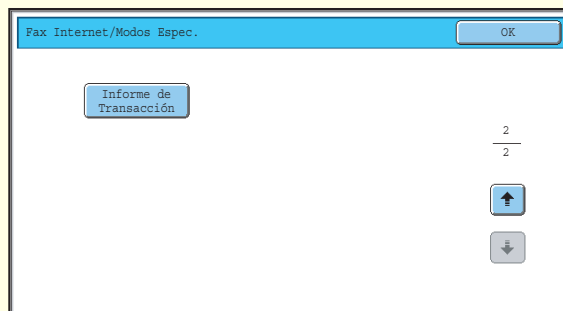 Fax Internet/Modos Espec.
OK
Informe de
Transacción
2
2